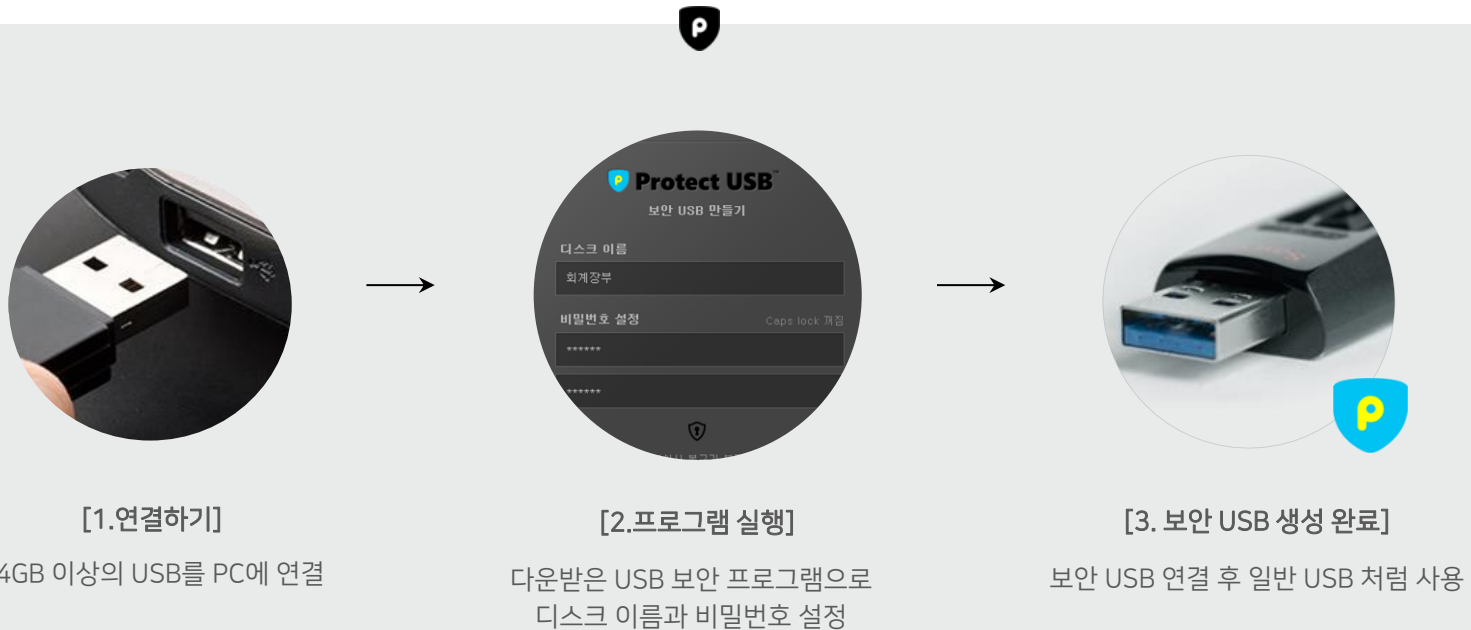 Protect USB
보안 USB 만들기
디스크 이름
회계장부
비밀번호 설정
Caps lock 꺼짐
******
******
[1.연결하기]
4GB 이상의 USB를 PC에 연결
[2.프로그램 실행]
다운받은 USB 보안 프로그램으로
디스크 이름과 비밀번호 설정
[3. 보안 USB 생성 완료]
보안 USB 연결 후 일반 USB 처럼 사용